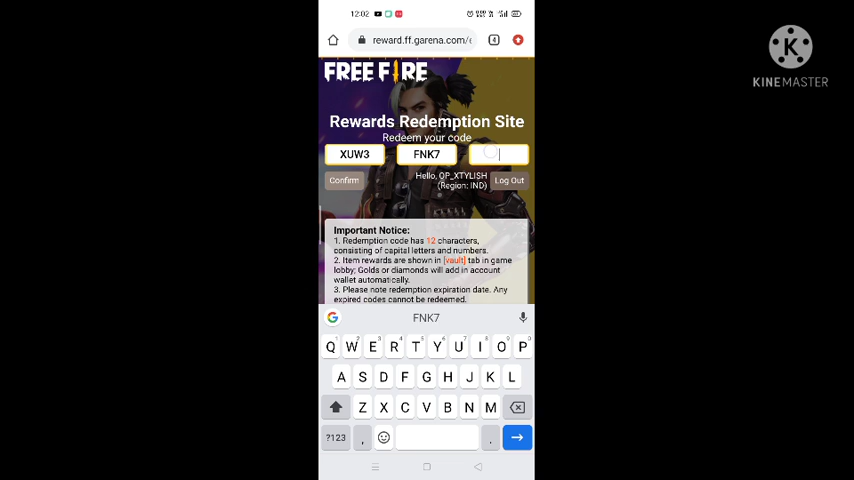 12:02
reward.ff.garena.com/
4
FREE FIRE
KINEMASTER
Rewards Redemption Site
Redeem your code
XUW3 FNK7
Hello, OP_XTYLISH
Confirm (Region: IND) Log Out
Important Notice:
1. Redemption code has 12 characters,
consisting of capital letters and numbers.
2. Item rewards are shown in [vault] tab in game
lobby; Golds or diamonds will add in account
wallet automatically.
3. Please note redemption expiration date. Any
expired codes cannot be redeemed.
FNK7
Q W E R T Y U I O P
A S D F G H J K L
Z X C V B N M
?123 , .